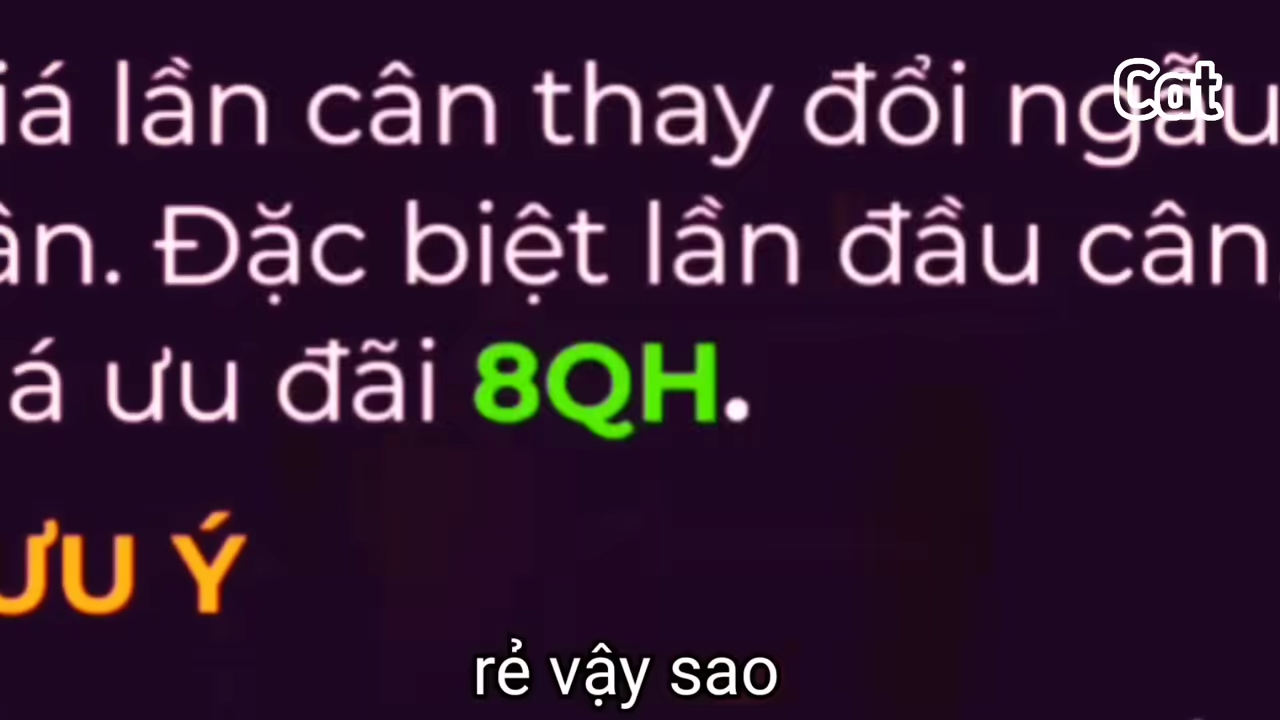 iá lần cân thay đổi ngẫu
Cat
ân. Đặc biệt lần đầu cân
á ưu đãi 8QH.
ƯU Ý
rẻ vậy sao